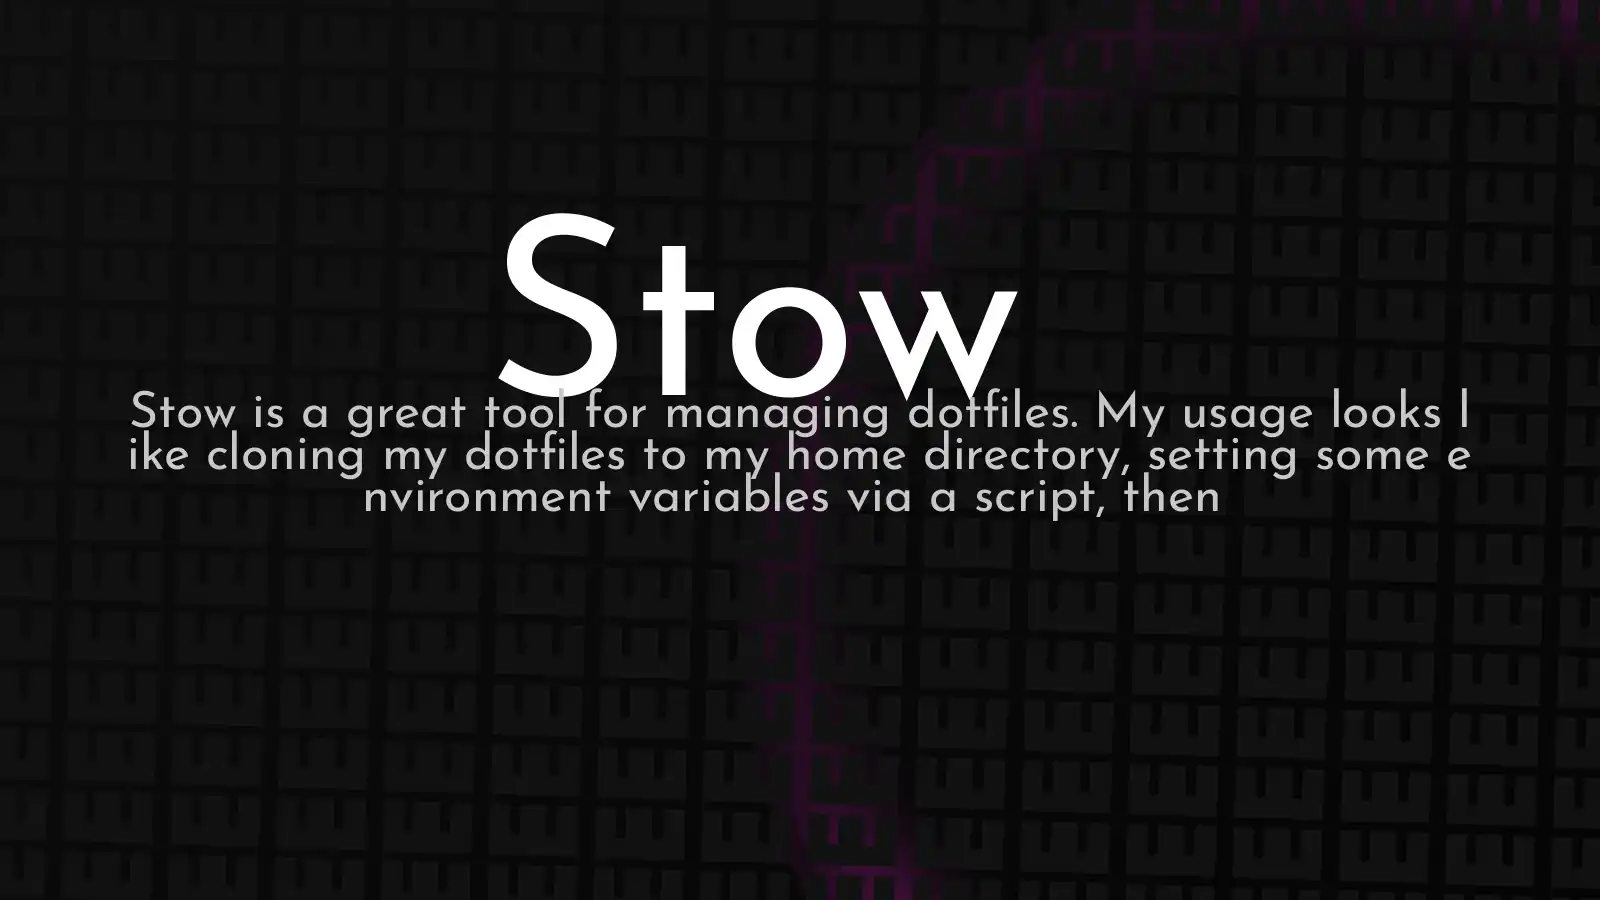 Stow
Stow is a great tool for managing dotfiles. My usage looks l
ike cloning my dotfiles to my home directory, setting some e
nvironment variables via a script, then